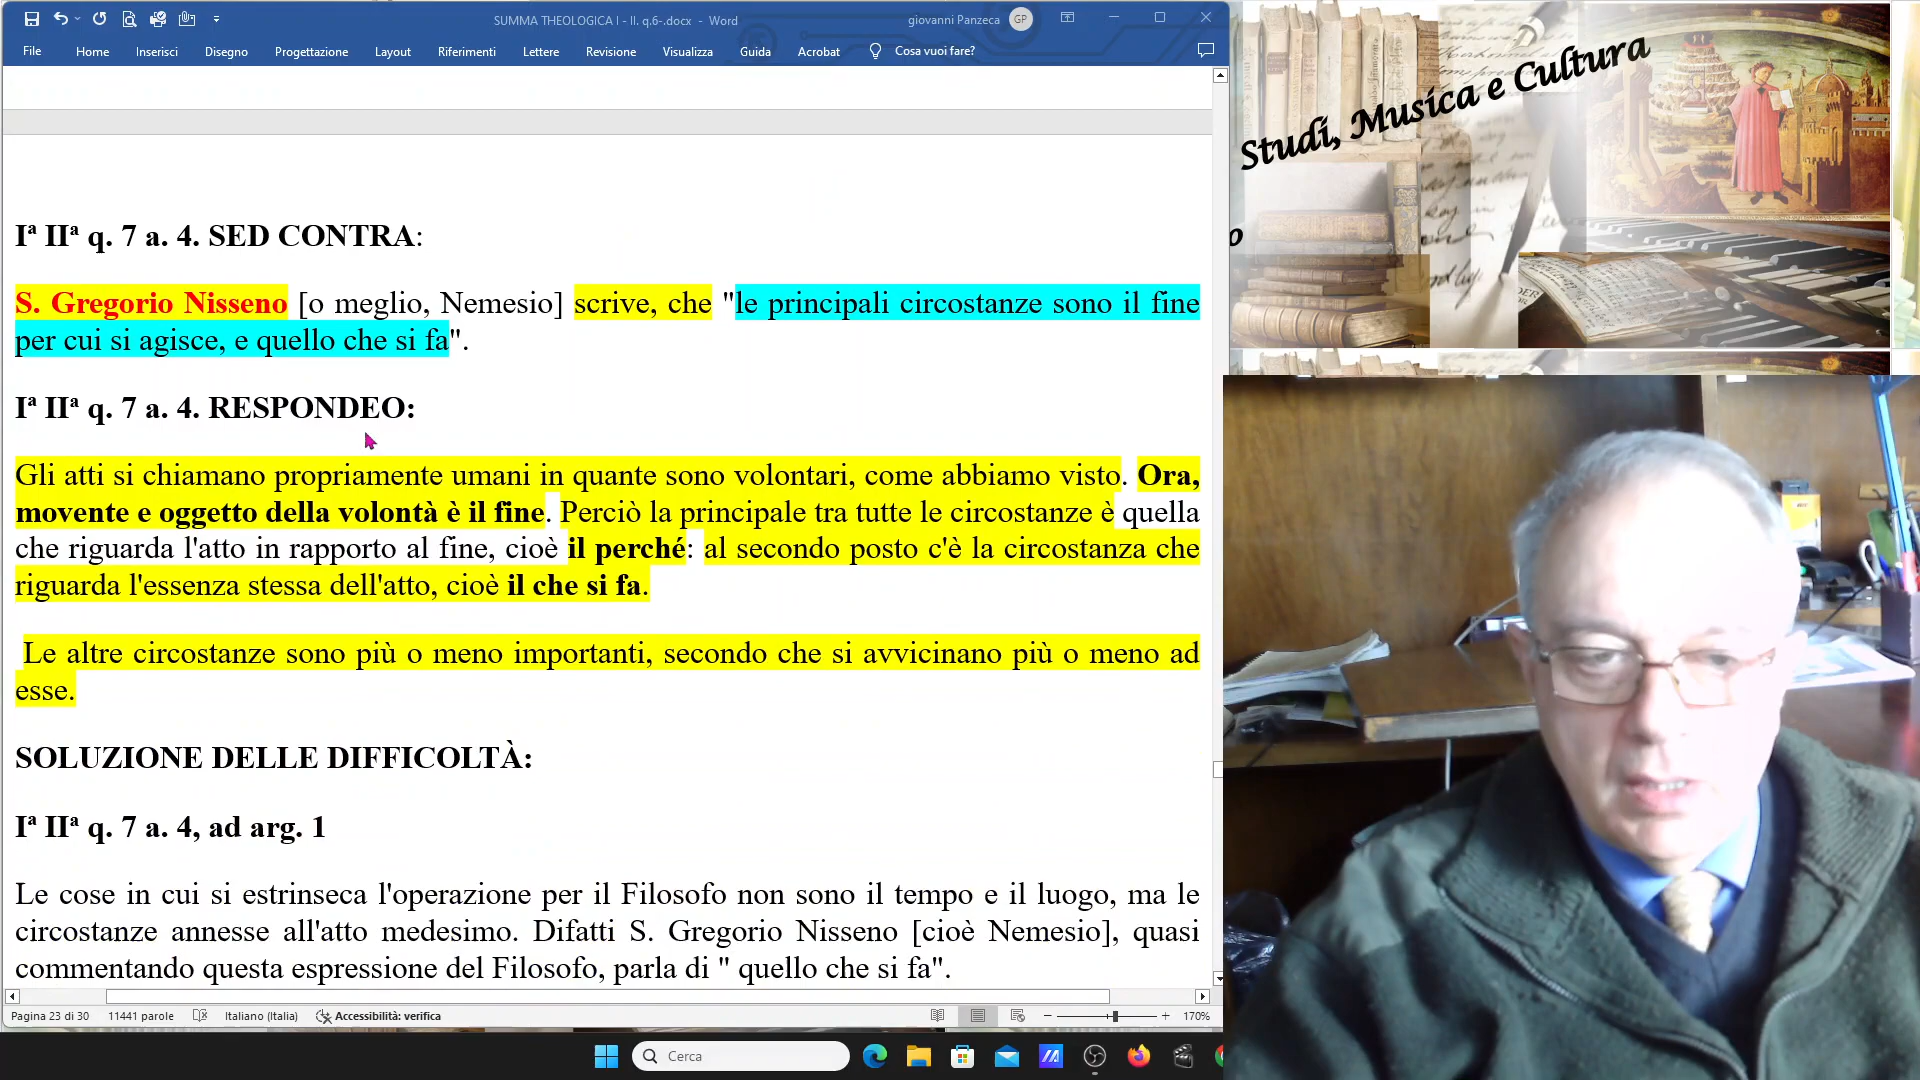 SUMMA THEOLOGICA I - II. q.6-.docx - Word
giovanni Panzeca
GP
File Home Inserisci Disegno Progettazione Layout Riferimenti Lettere Revisione Visualizza Guida Acrobat Cosa vuoi fare?
Studi, Musica e Cultura
o
Iª IIª q. 7 a. 4. SED CONTRA:
S. Gregorio Nisseno [o meglio, Nemesio] scrive, che "le principali circostanze sono il fine
per cui si agisce, e quello che si fa".
Iª IIª q. 7 a. 4. RESPONDEO:
Gli atti si chiamano propriamente umani in quante sono volontari, come abbiamo visto. Ora,
movente e oggetto della volontà è il fine. Perciò la principale tra tutte le circostanze è quella
che riguarda l'atto in rapporto al fine, cioè il perché: al secondo posto c'è la circostanza che
riguarda l'essenza stessa dell'atto, cioè il che si fa.
Le altre circostanze sono più o meno importanti, secondo che si avvicinano più o meno ad
esse.
SOLUZIONE DELLE DIFFICOLTÀ:
Iª IIª q. 7 a. 4, ad arg. 1
Le cose in cui si estrinseca l'operazione per il Filosofo non sono il tempo e il luogo, ma le
circostanze annesse all'atto medesimo. Difatti S. Gregorio Nisseno [cioè Nemesio], quasi
commentando questa espressione del Filosofo, parla di " quello che si fa".
Pagina 23 di 30 11441 parole Italiano (Italia) Accessibilità: verifica 170%
Cerca